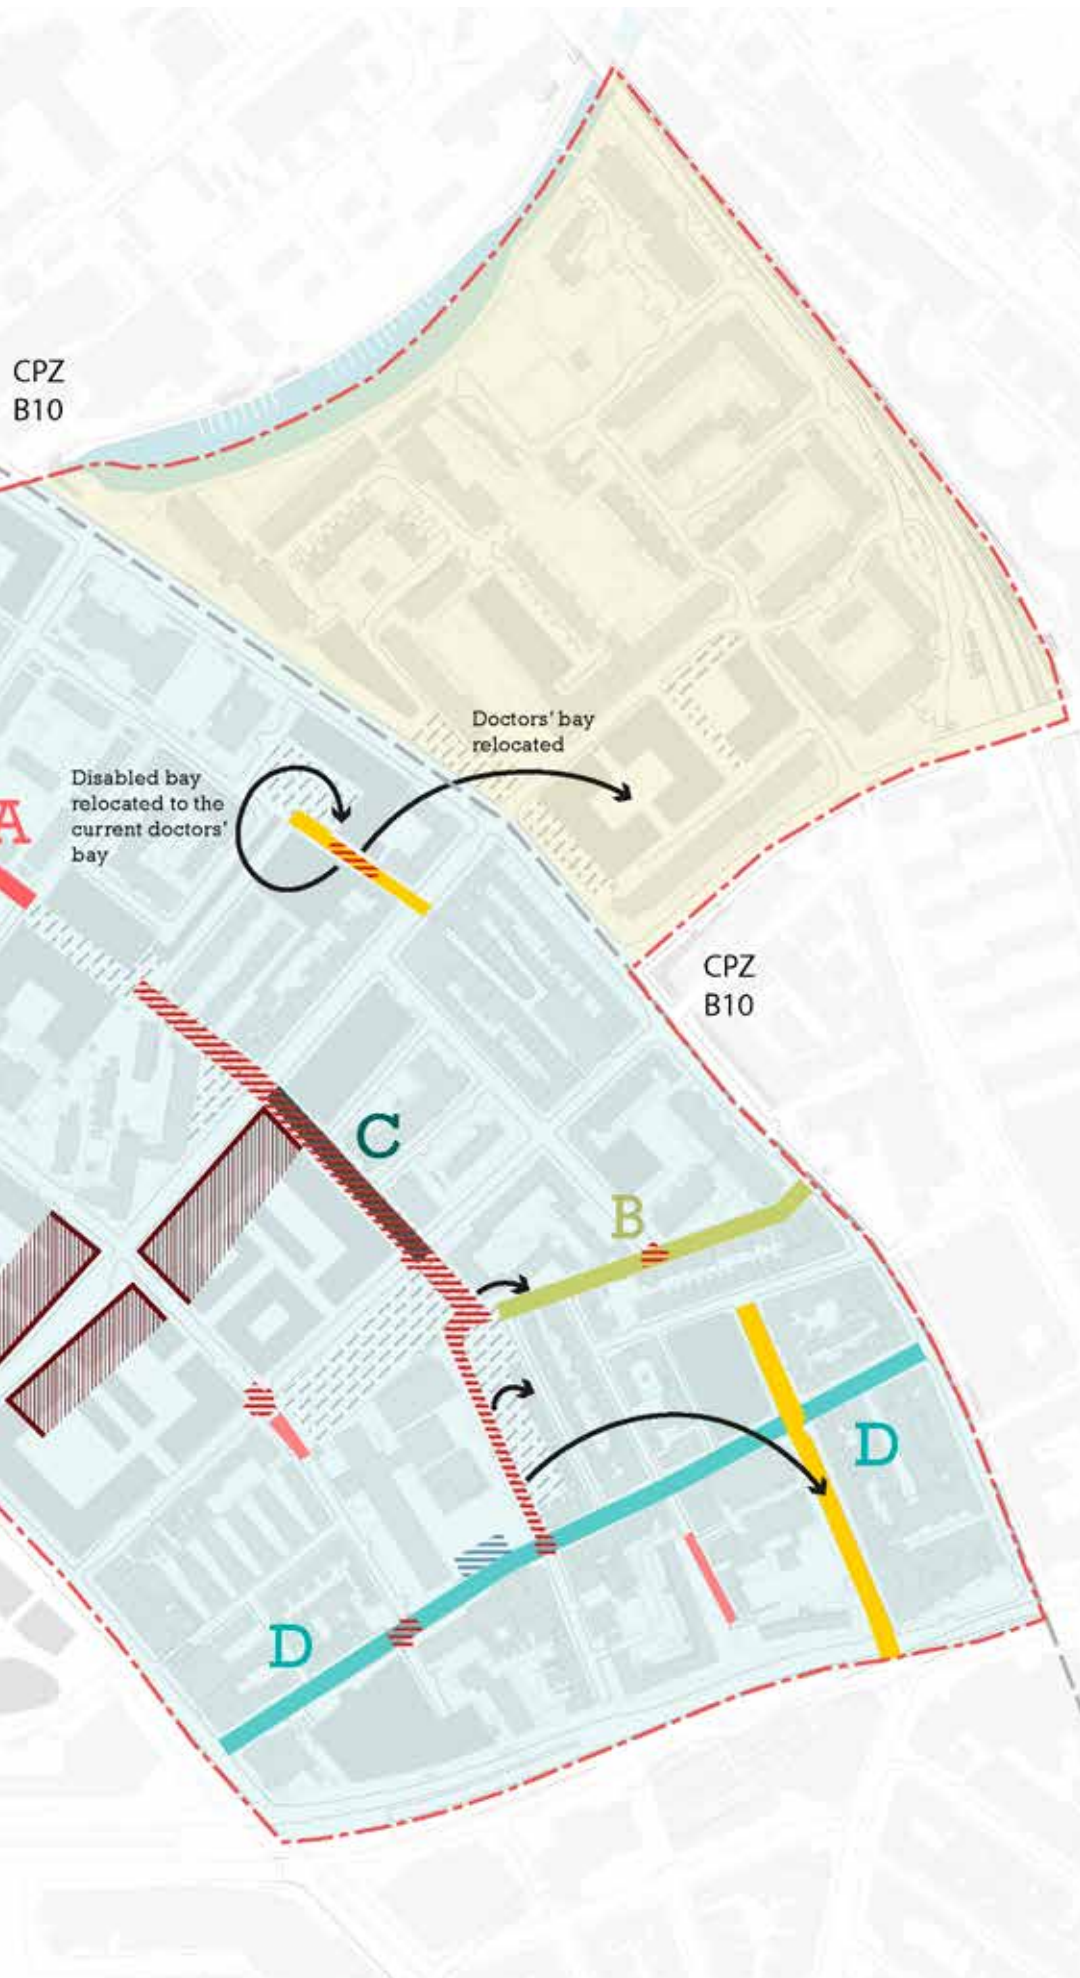 CPZ
B10
Doctors' bay
relocated
Disabled bay
relocated to the
current doctors'
bay
A
CPZ
B10
C
B
D
D